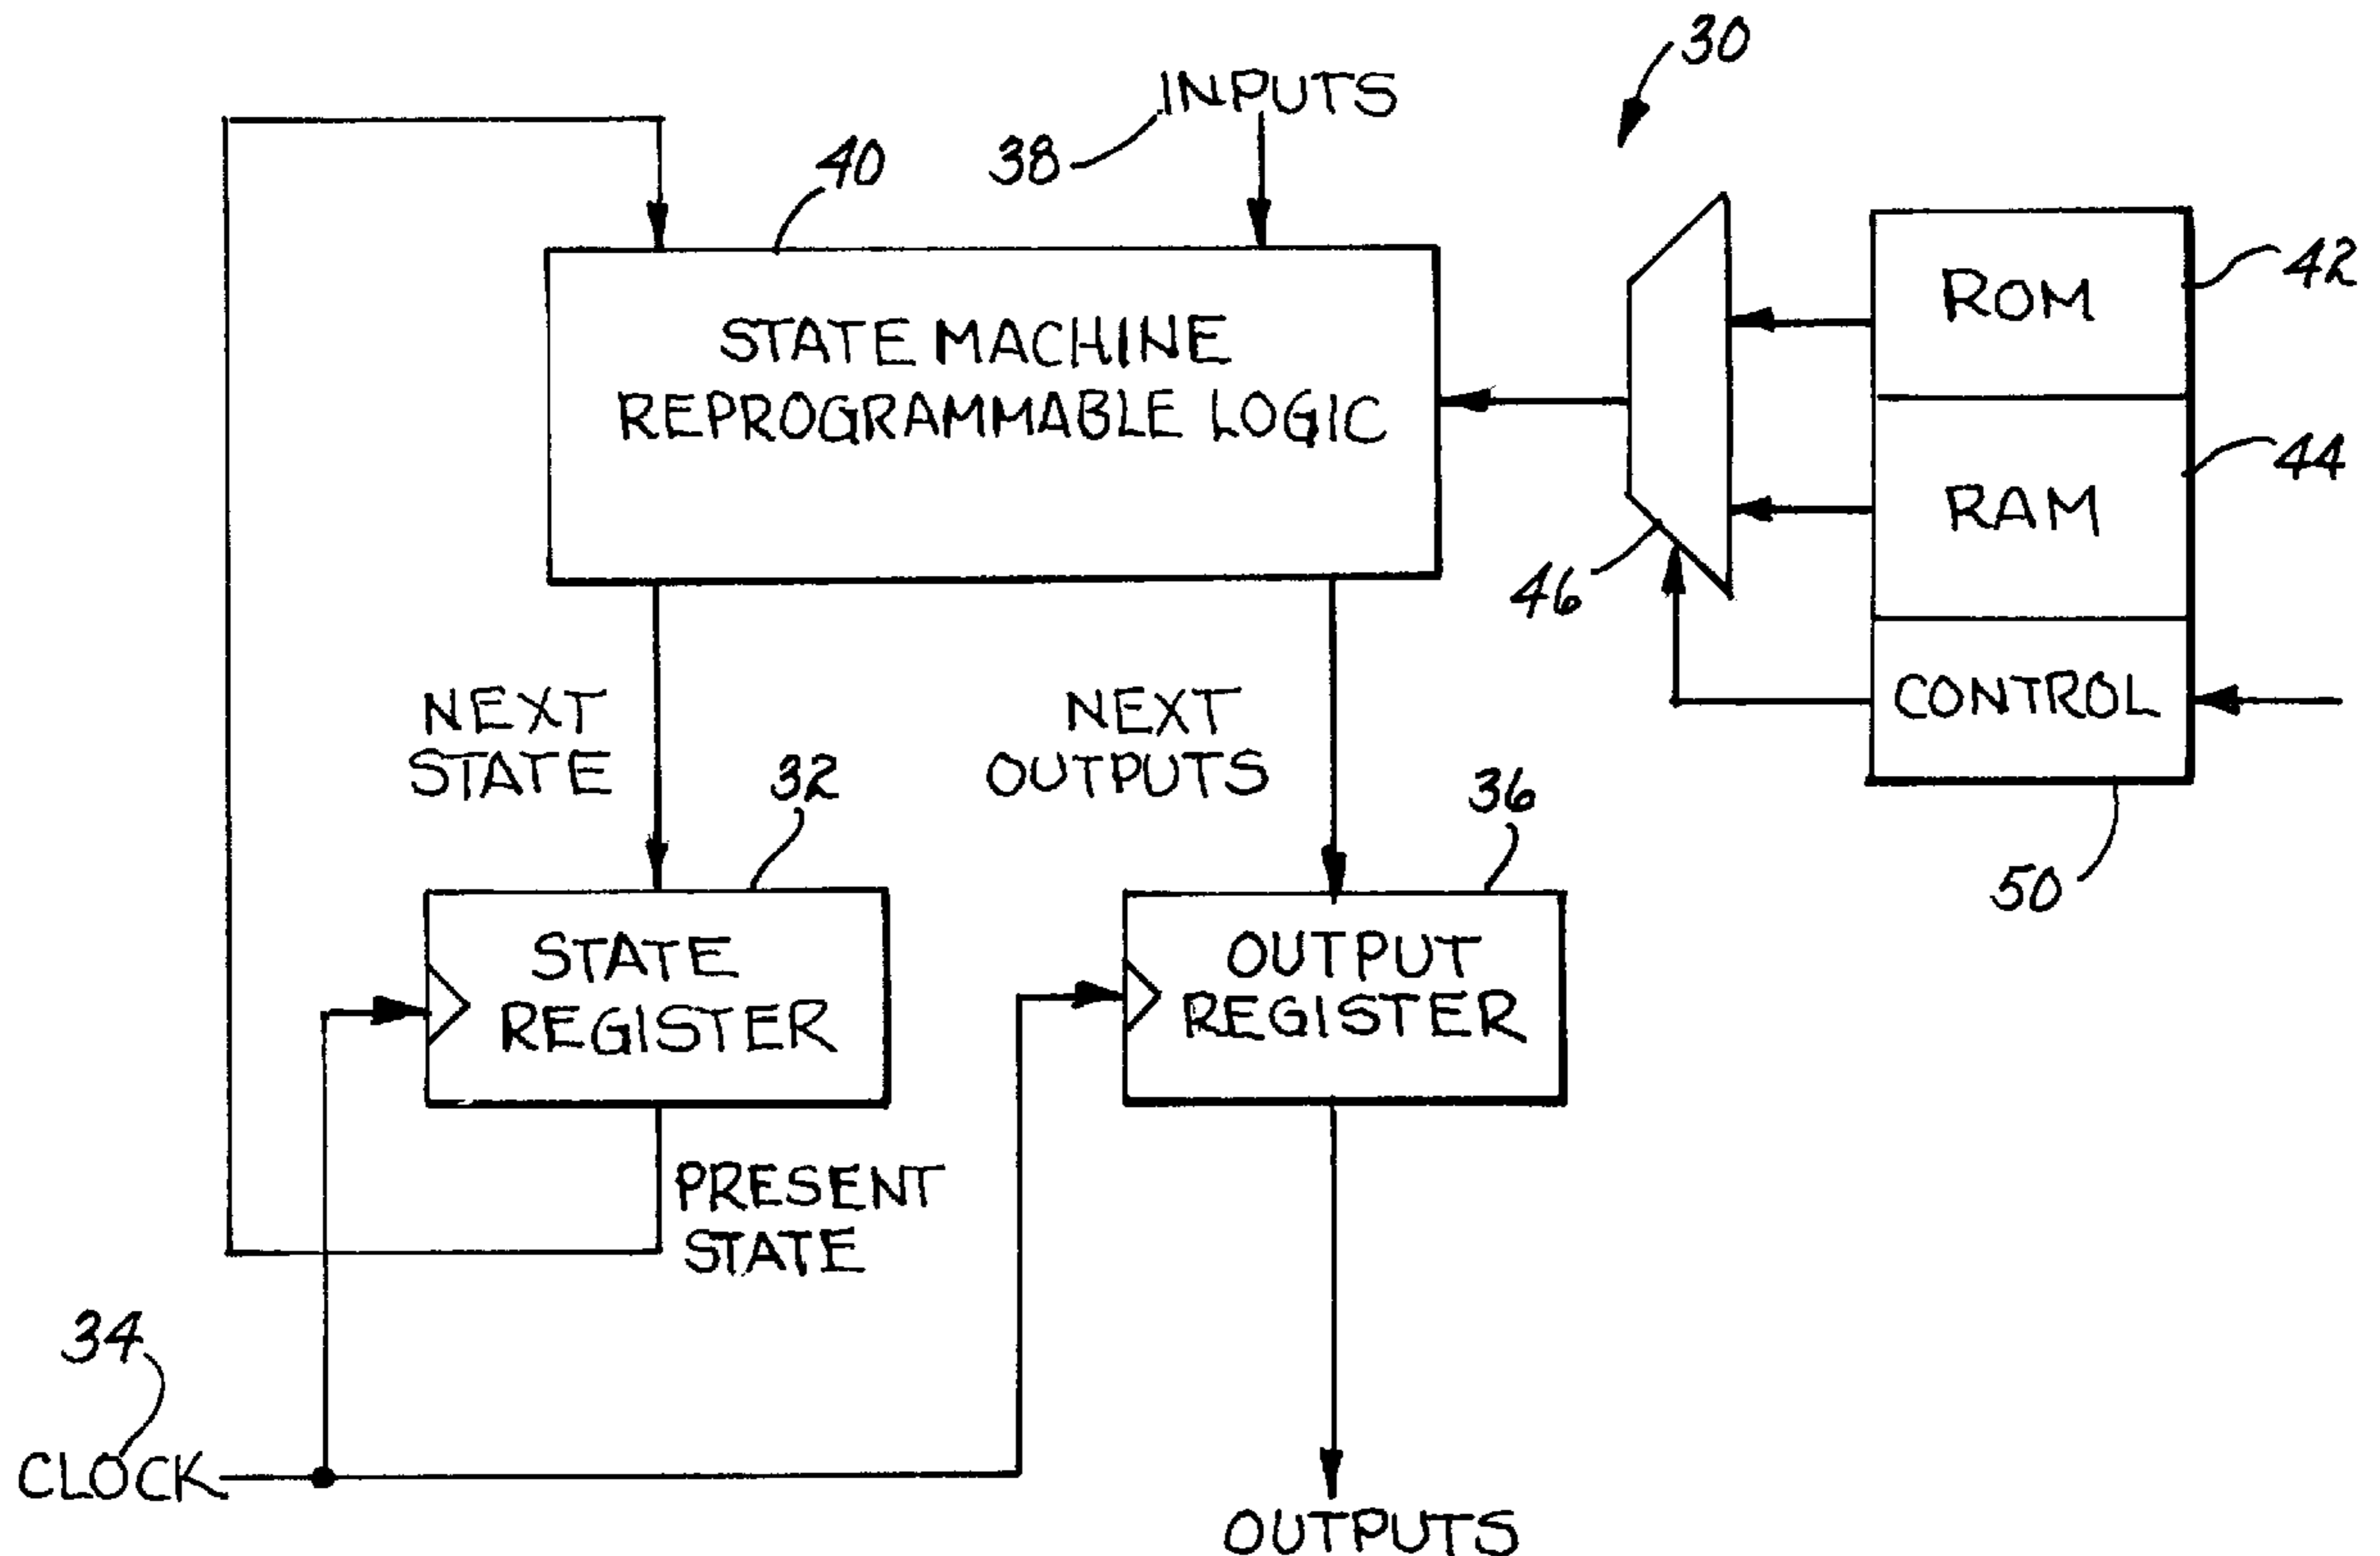 30
INPUTS
38
40
42
ROM
STATE MACHINE
REPROGRAMMABLE LOGIC
44
RAM
46
CONTROL
NEXT
STATE
NEXT
OUTPUTS
32
36
50
STATE
REGISTER
OUTPUT
REGISTER
PRESENT
STATE
34
CLOCK
OUTPUTS